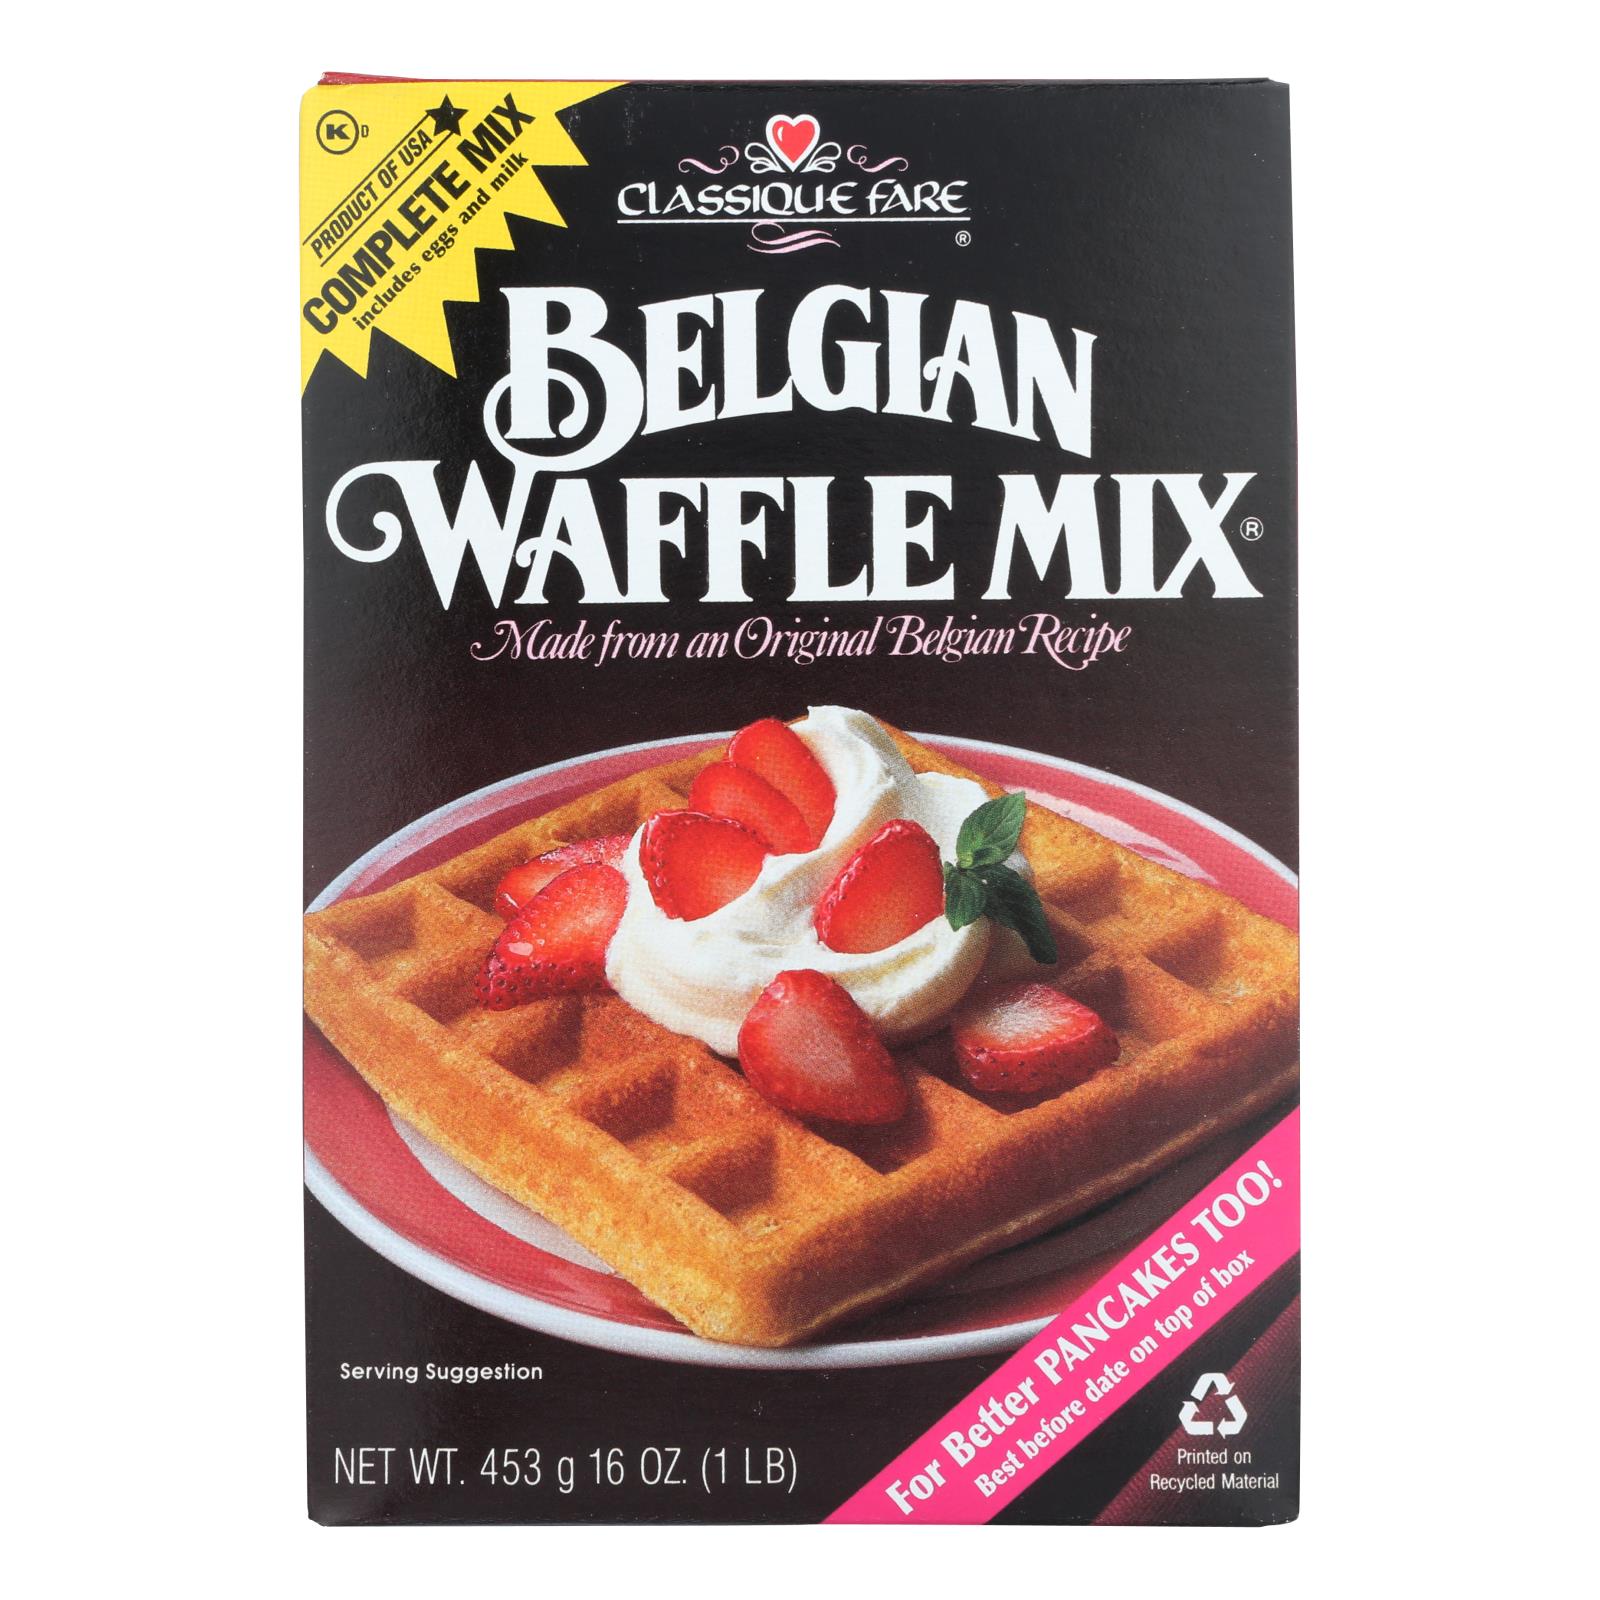 K D
PRODUCT OF USA
COMPLETE MIX
includes eggs and milk
CLASSIQUE FARE
®
BELGIAN
WAFFLE MIX®
Made from an Original Belgian Recipe
Serving Suggestion
NET WT. 453 g 16 OZ. (1 LB)
For Better PANCAKES TOO!
Best before date on top of box
Printed on
Recycled Material